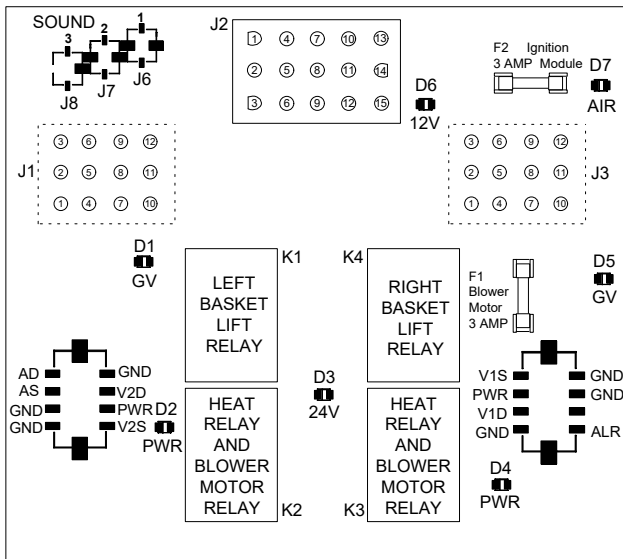 SOUND
3
2
1
J8
J7
J6
J2
1 4 7 10 13
2 5 8 11 14
3 6 9 12 15
D6
12V
F2 Ignition
3 AMP Module
D7
AIR
J1
3 6 9 12
2 5 8 11
1 4 7 10
J3
3 6 9 12
2 5 8 11
1 4 7 10
D1
GV
K1
LEFT
BASKET
LIFT
RELAY
K4
RIGHT
BASKET
LIFT
RELAY
F1
Blower
Motor
3 AMP
D5
GV
AD
AS
GND
GND
GND
V2D
PWR
V2S
D2
PWR
HEAT
RELAY
AND
BLOWER
MOTOR
RELAY
K2
D3
24V
HEAT
RELAY
AND
BLOWER
MOTOR
RELAY
K3
V1S
PWR
V1D
GND
GND
GND
ALR
D4
PWR